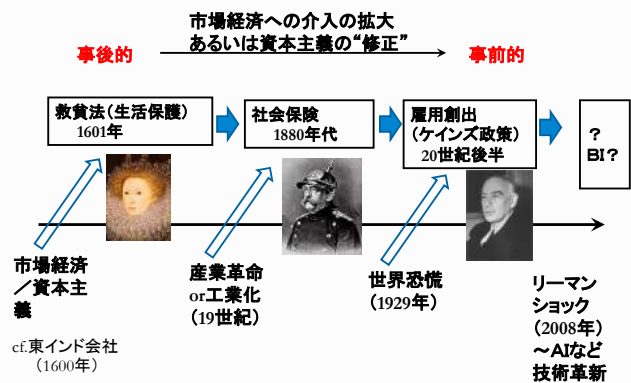 市場経済への介入の拡大
あるいは資本主義の“修正”
事後的
事前的
救貧法(生活保護)
1601年
社会保険
1880年代
雇用創出
(ケインズ政策)
20世紀後半
?
BI?
市場経済
/資本主
義
cf.東インド会社
(1600年)
産業革命
or工業化
(19世紀)
世界恐慌
(1929年)
リーマン
ショック
(2008年)
~AIなど
技術革新